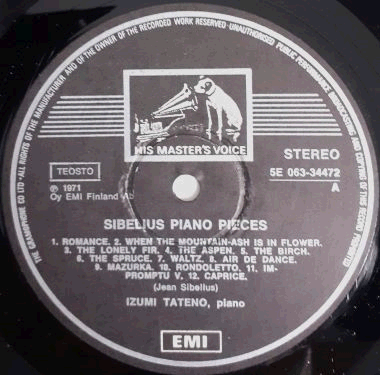 ALL RIGHTS OF THE MANUFACTURER AND OF THE OWNER OF THE RECORDED WORK RESERVED · UNAUTHORISED PUBLIC PERFORMANCE BROADCASTING AND COPYING OF THIS RECORD PROHIBITED
THE GRAMOPHONE CO LTD
HIS MASTER'S VOICE
TEOSTO
℗ 1971
Oy EMI Finland Ab
STEREO
5E 063-34472
A
SIBELIUS PIANO PIECES
1. ROMANCE. 2. WHEN THE MOUNTAIN-ASH IS IN FLOWER.
3. THE LONELY FIR. 4. THE ASPEN. 5. THE BIRCH.
6. THE SPRUCE. 7. WALTZ. 8. AIR DE DANCE.
9. MAZURKA. 10. RONDOLETTO. 11. IM-
PROMPTU V. 12. CAPRICE.
(Jean Sibelius)
IZUMI TATENO, piano
EMI